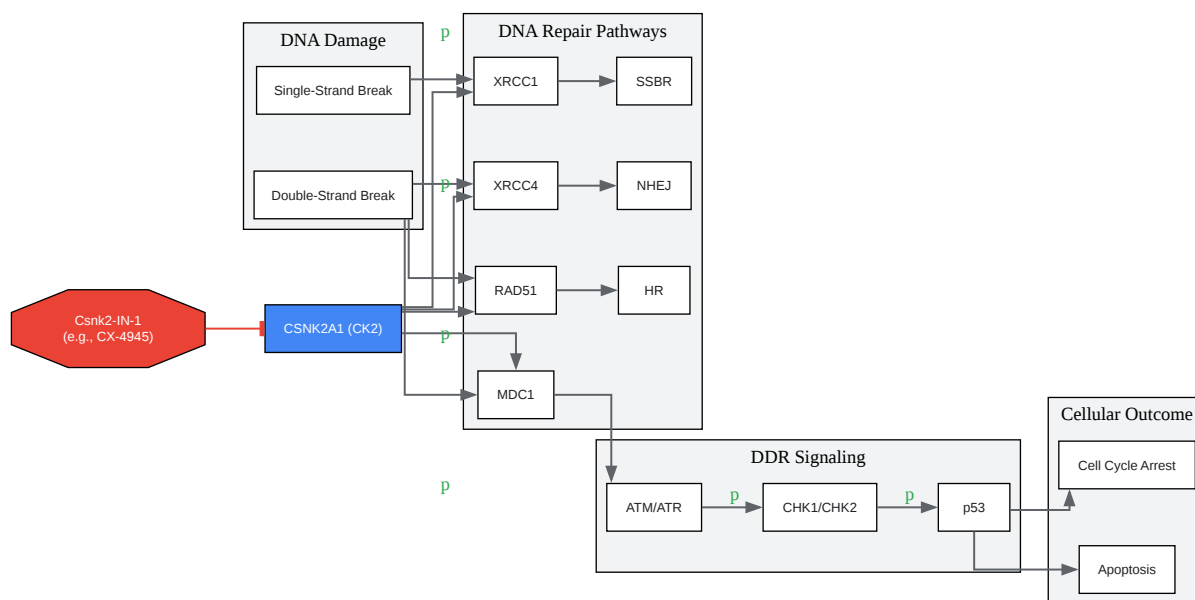 DNA Damage
p
DNA Repair Pathways
Single-Strand Break
XRCC1
SSBR
Double-Strand Break
p
XRCC4
NHEJ
RAD51
HR
Csnk2-IN-1
(e.g., CX-4945)
CSNK2A1 (CK2)
p
MDC1
Cellular Outcome
DDR Signaling
Cell Cycle Arrest
p
ATM/ATR
p
CHK1/CHK2
p
p53
Apoptosis